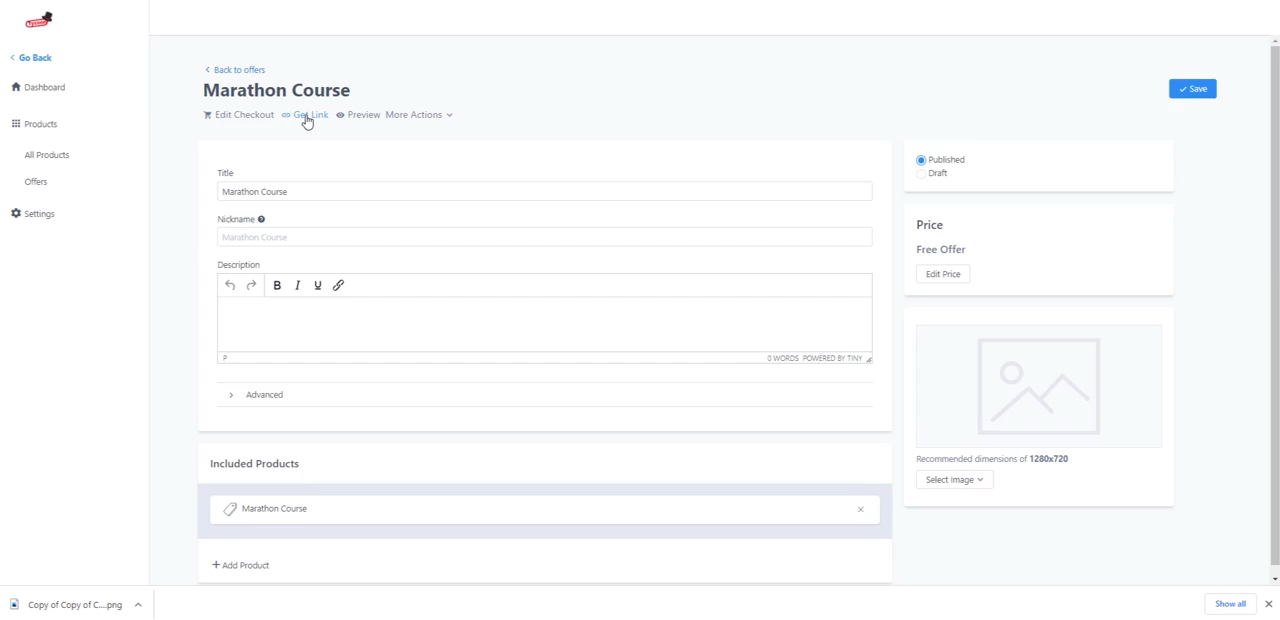 Go Back
Dashboard
Products
All Products
Offers
Settings
Back to offers
Marathon Course
Edit Checkout Get Link Preview More Actions
Save
Title
Marathon Course
Nickname
Marathon Course
Description
B I U
P
0 WORDS POWERED BY TINY
Advanced
Included Products
Marathon Course
+ Add Product
Published
Draft
Price
Free Offer
Edit Price
Recommended dimensions of 1280x720
Select Image
Copy of Copy of C....png
Show all